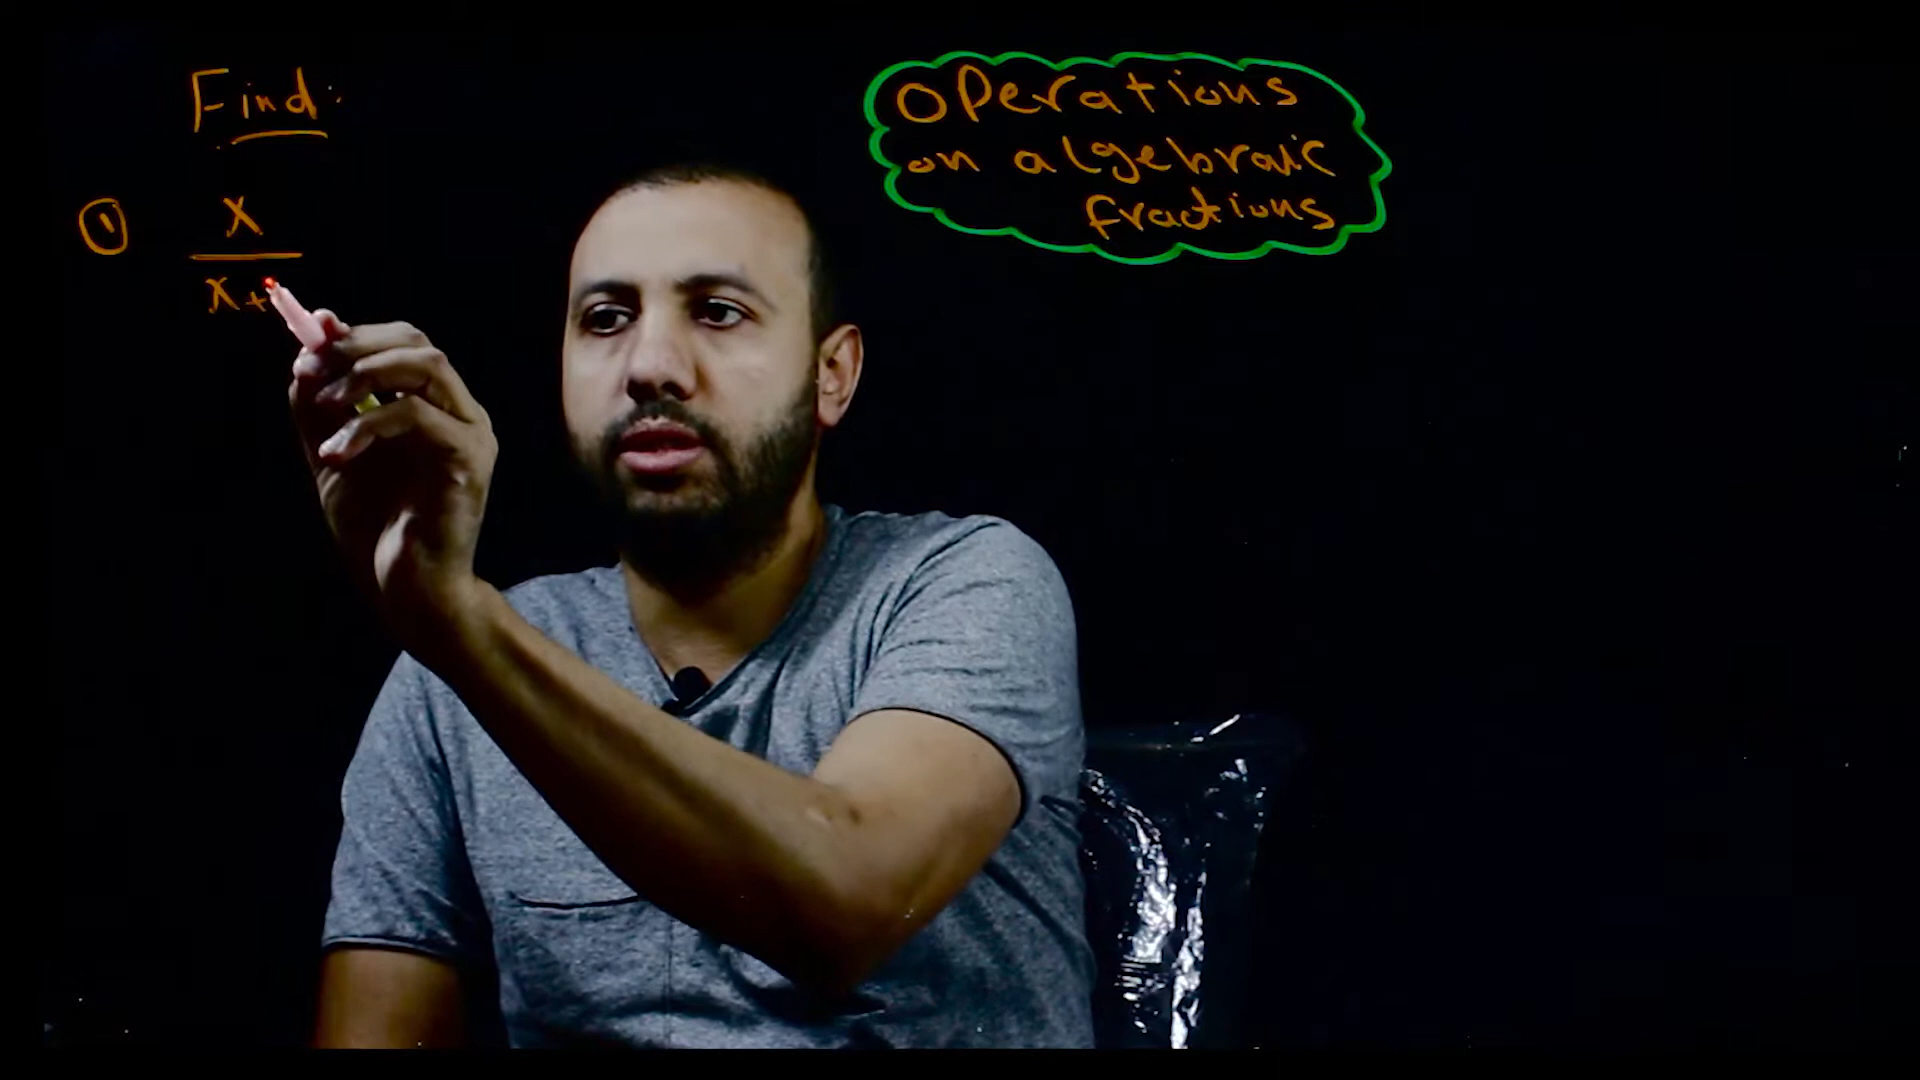 Find:
① x
x+
Operations
on algebraic
fractions